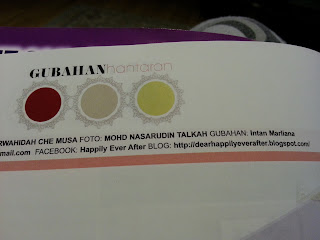 GUBAHAN hantaran
RWAHIDAH CHE MUSA FOTO: MOHD NASARUDIN TALKAH GUBAHAN: Intan Marliana
mail.com FACEBOOK: Happily Ever After BLOG: http://dearhappilyeverafter.blogspot.com/